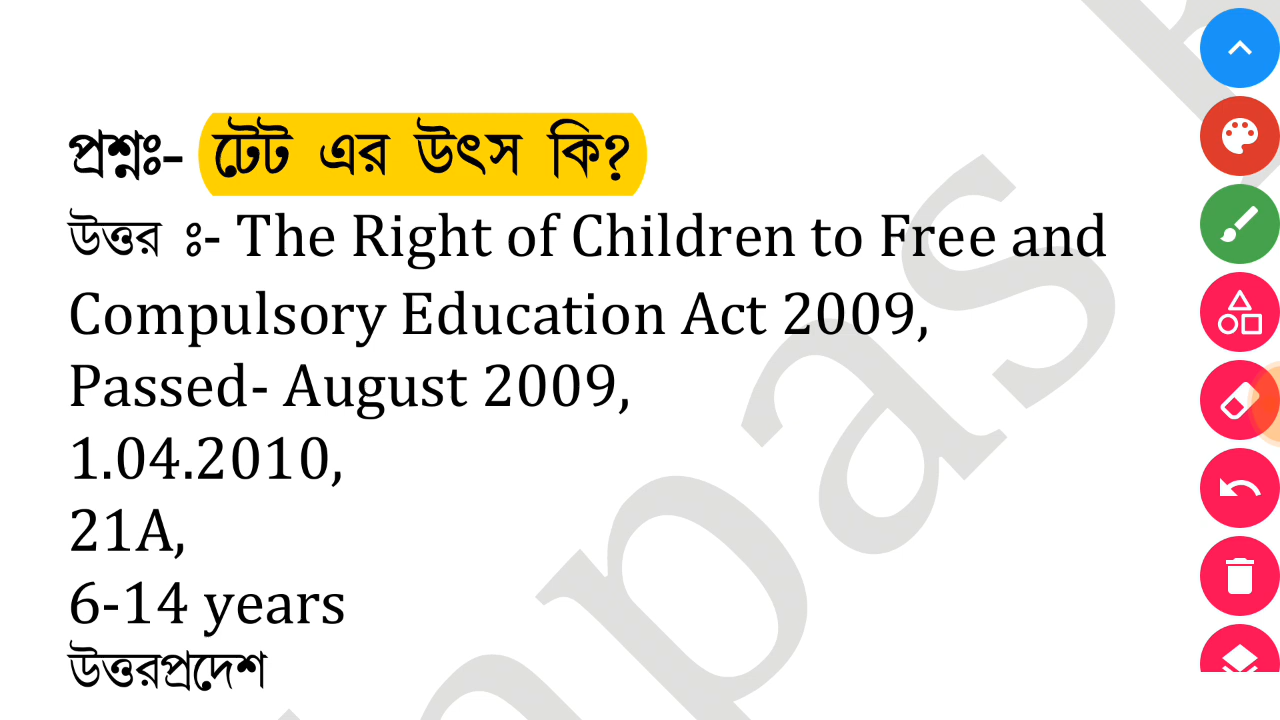 প্রশ্নঃ- টেট এর উৎস কি?
উত্তর ঃ- The Right of Children to Free and
Compulsory Education Act 2009,
Passed- August 2009,
1.04.2010,
21A,
6-14 years
উত্তরপ্রদেশ